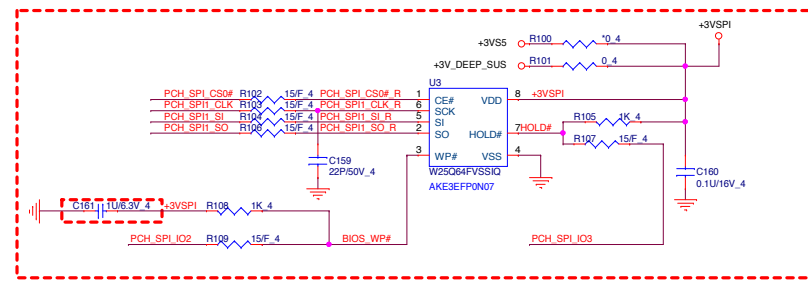 +3VSPI
+3VS5 R100 *0_4
+3V_DEEP_SUS R101 0_4
U3
PCH_SPI_CS0# R102 15/F_4 PCH_SPI_CS0#_R 1 CE# VDD 8 +3VSPI
PCH_SPI1_CLK R103 15/F_4 PCH_SPI1_CLK_R 6 SCK
PCH_SPI1_SI R104 15/F_4 PCH_SPI1_SI_R 5 SI R105 1K_4
PCH_SPI1_SO R106 15/F_4 PCH_SPI1_SO_R 2 SO HOLD# 7 HOLD#
R107 15/F_4
3 WP# VSS 4
C159
22P/50V_4
W25Q64FVSSIQ
AKE3EFP0N07
C160
0.1U/16V_4
C161 1U/6.3V_4 +3VSPI R108 1K_4
PCH_SPI_IO2 R109 15/F_4 BIOS_WP# PCH_SPI_IO3